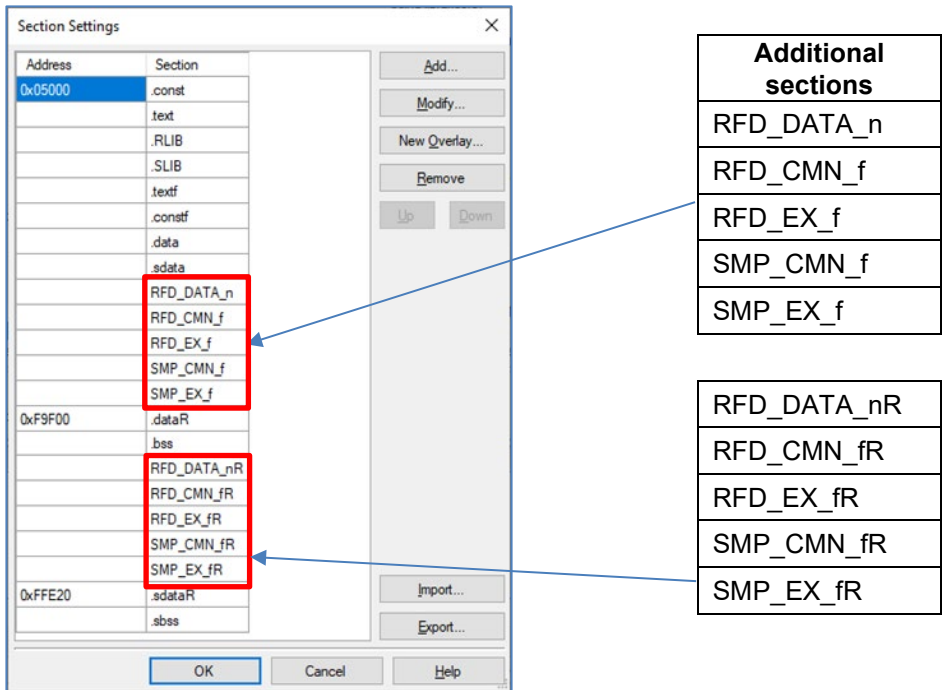 Section Settings
Address Section
0x05000 .const
.text
.RLIB
.SLIB
.textf
.constf
.data
.sdata
RFD_DATA_n
RFD_CMN_f
RFD_EX_f
SMP_CMN_f
SMP_EX_f
0xF9F00 .dataR
.bss
RFD_DATA_nR
RFD_CMN_fR
RFD_EX_fR
SMP_CMN_fR
SMP_EX_fR
0xFFE20 .sdataR
.sbss
Add...
Modify...
New Overlay...
Remove
Up Down
Import...
Export...
OK Cancel Help
Additional
sections
RFD_DATA_n
RFD_CMN_f
RFD_EX_f
SMP_CMN_f
SMP_EX_f
RFD_DATA_nR
RFD_CMN_fR
RFD_EX_fR
SMP_CMN_fR
SMP_EX_fR